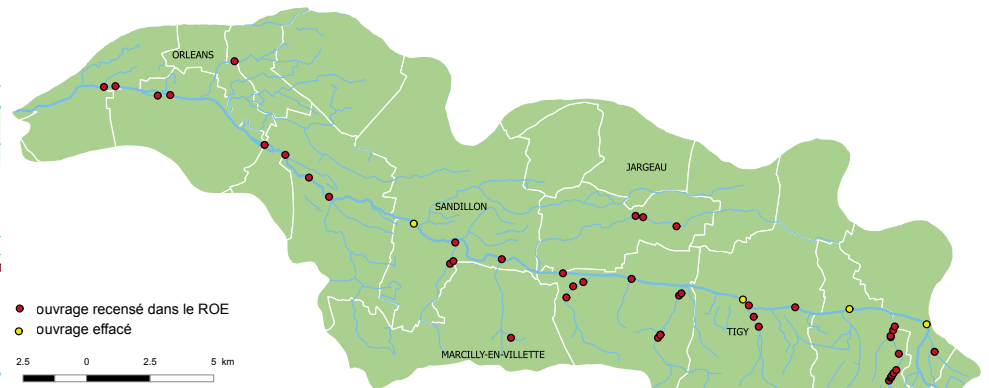 ORLEANS
JARGEAU
SANDILLON
ouvrage recensé dans le ROE
ouvrage effacé
TIGY
MARCILLY-EN-VILLETTE
2.5 0 2.5 5 km